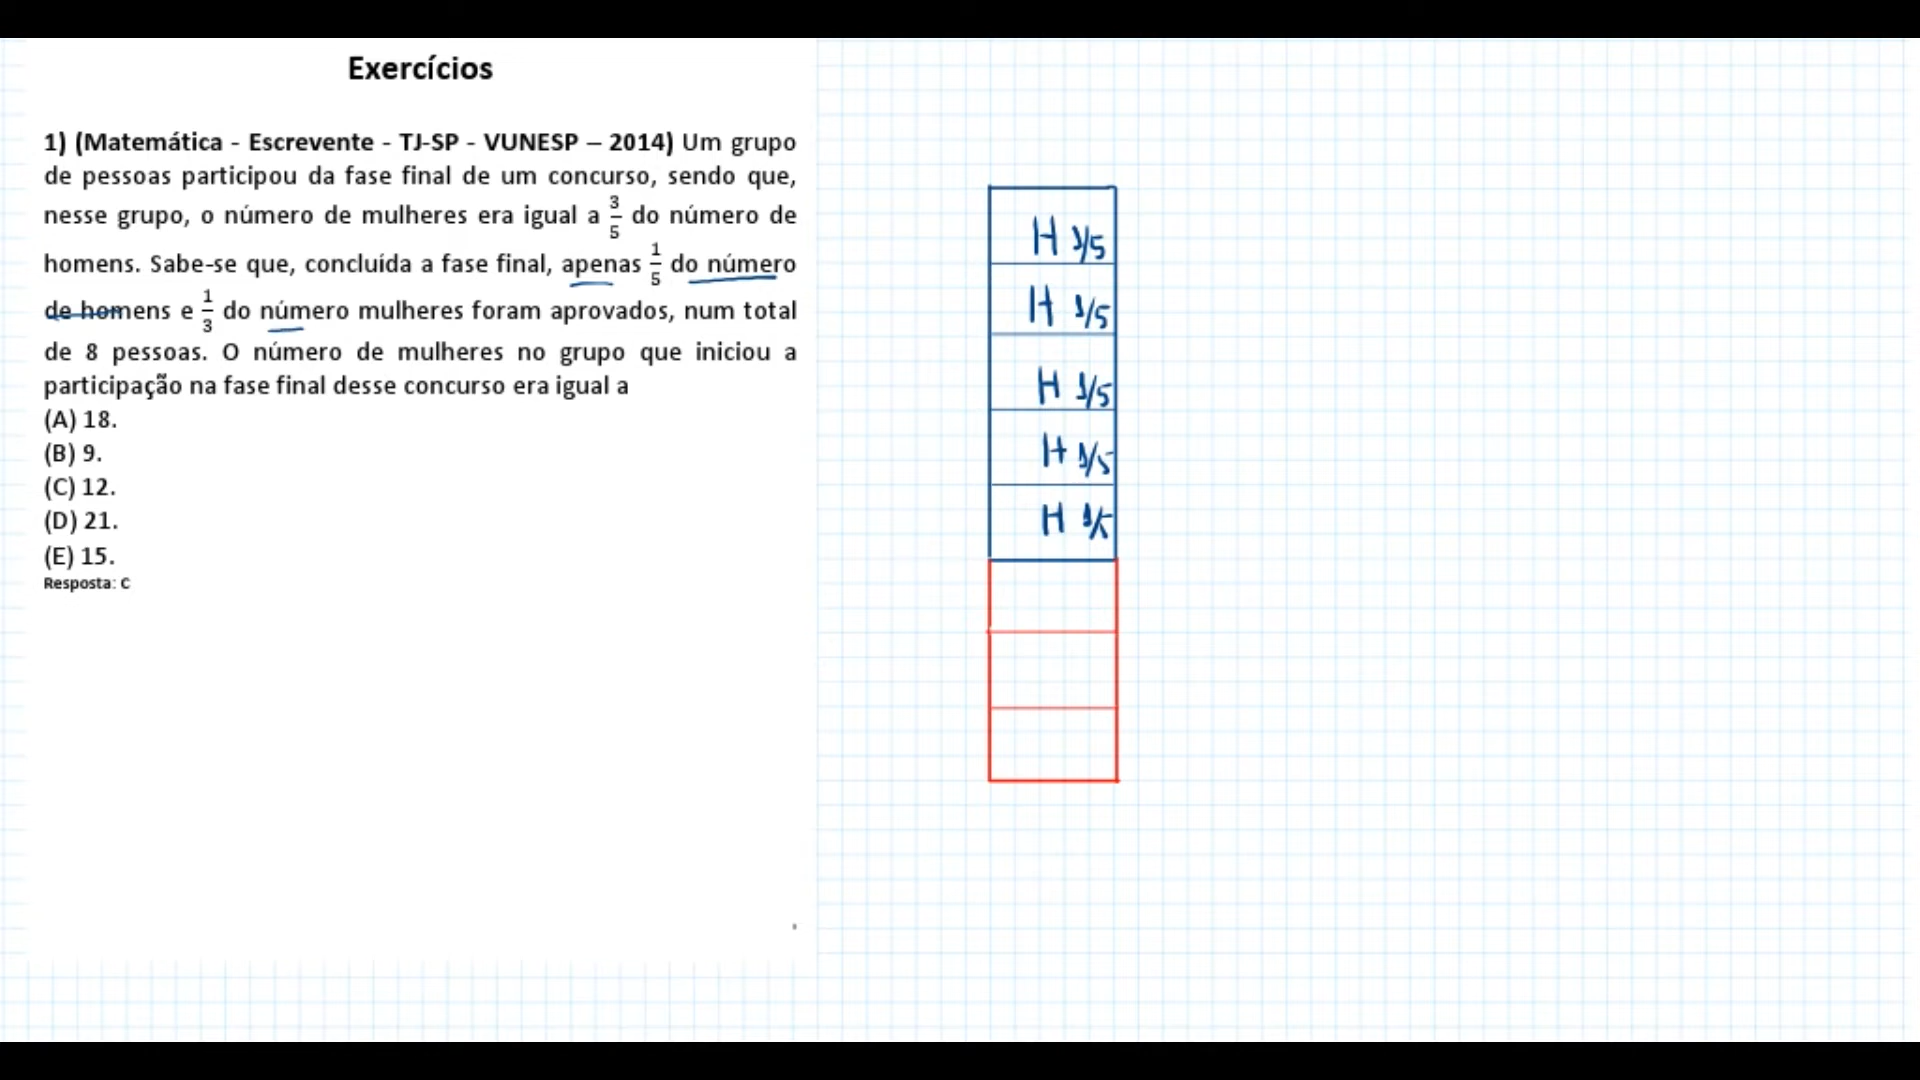 Exercícios
1) (Matemática - Escrevente - TJ-SP - VUNESP – 2014) Um grupo
de pessoas participou da fase final de um concurso, sendo que,
nesse grupo, o número de mulheres era igual a 3/5 do número de
homens. Sabe-se que, concluída a fase final, apenas 1/5 do número
de homens e 1/3 do número mulheres foram aprovados, num total
de 8 pessoas. O número de mulheres no grupo que iniciou a
participação na fase final desse concurso era igual a
(A) 18.
(B) 9.
(C) 12.
(D) 21.
(E) 15.
Resposta: C
H 1/5
H 1/5
H 1/5
H 1/5
H 1/5